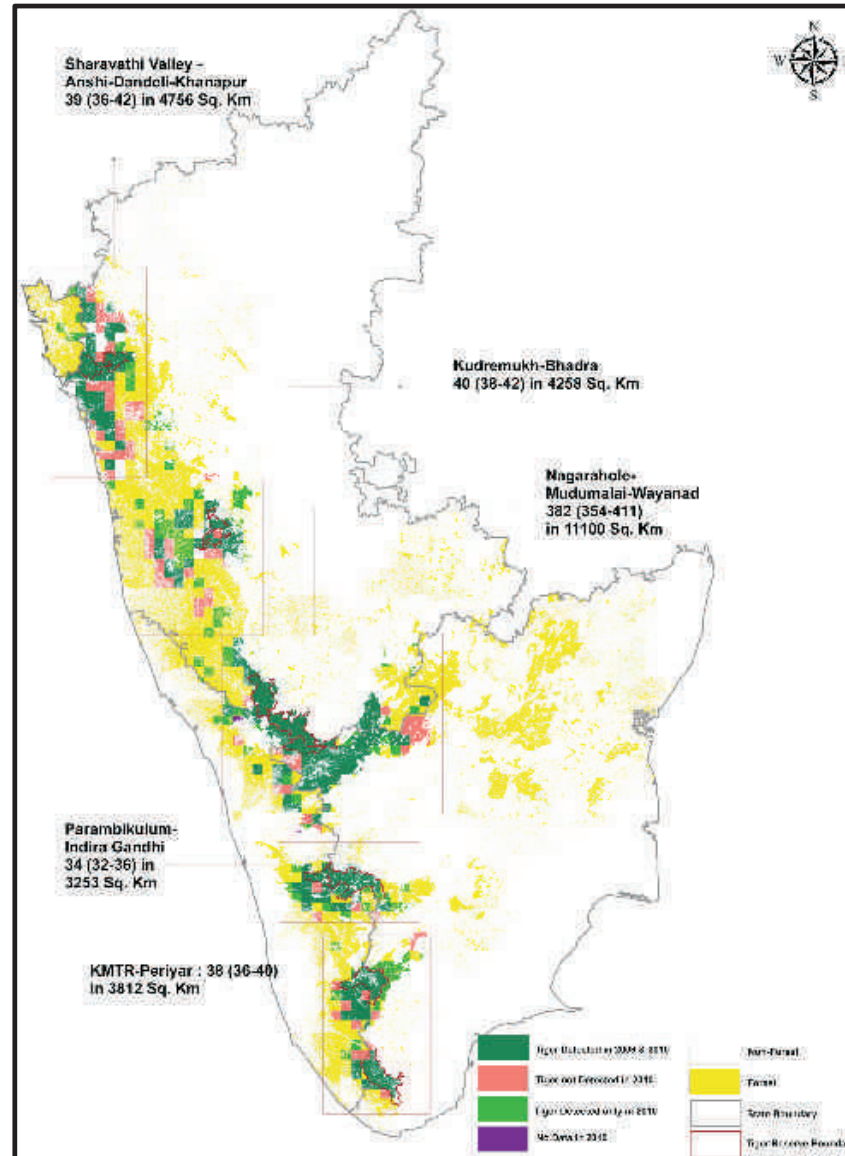 Sharavathi Valley -
Anshi-Dandeli-Khanapur
39 (36-42) in 4756 Sq. Km
N
W
S
Kudremukh-Bhadra
40 (38-42) in 4258 Sq. Km
Nagarahole-
Mudumalai-Wayanad
382 (354-411)
in 11100 Sq. Km
Parambikulum-
Indira Gandhi
34 (32-36) in
3253 Sq. Km
KMTR-Periyar : 38 (36-40)
in 3812 Sq. Km
Tiger Detected in 2006 & 2010
Tiger not Detected in 2010
Tiger Detected only in 2010
No Data in 2010
Non-Forest
Forest
State Boundary
Tiger Reserve Bounda